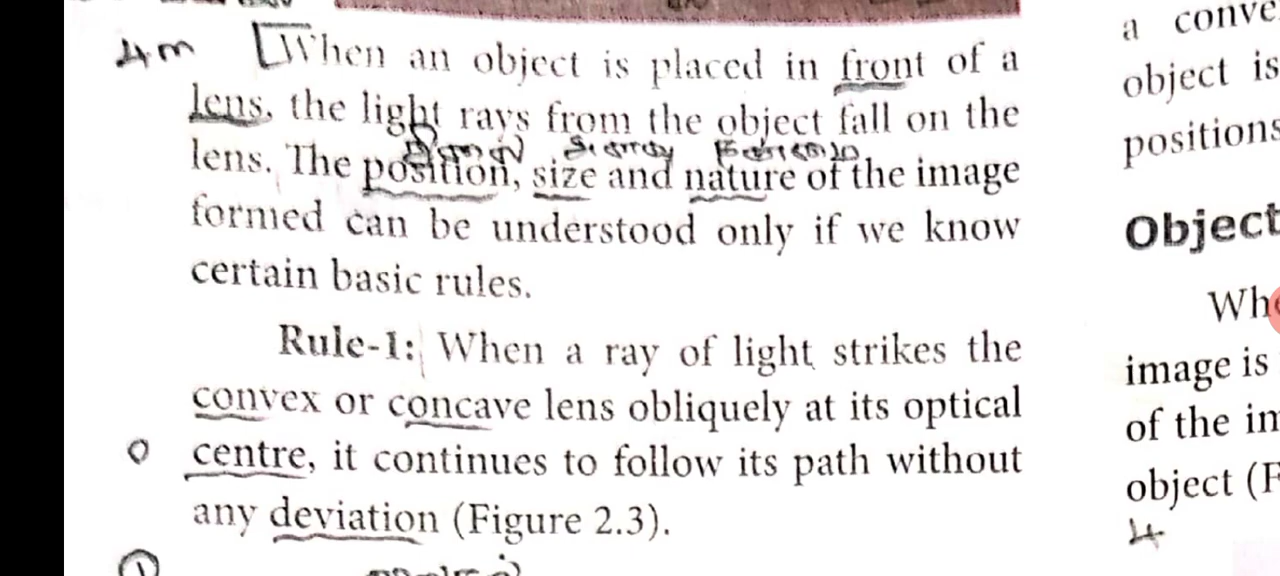 4m
When an object is placed in front of a
lens, the light rays from the object fall on the
lens. The position, size and nature of the image
formed can be understood only if we know
certain basic rules.
Rule-1: When a ray of light strikes the
convex or concave lens obliquely at its optical
centre, it continues to follow its path without
any deviation (Figure 2.3).
a conve
object is
positions
Object
Whe
image is
of the in
object (F
4